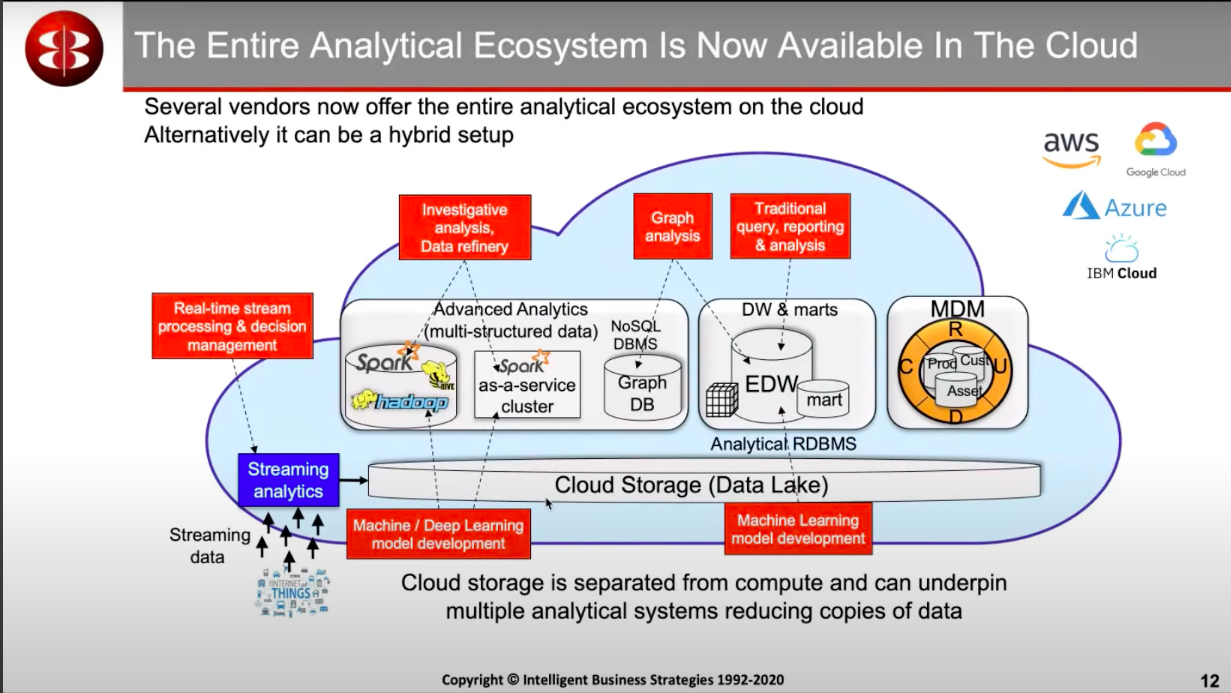 The Entire Analytical Ecosystem Is Now Available In The Cloud
Several vendors now offer the entire analytical ecosystem on the cloud
Alternatively it can be a hybrid setup
aws
Google Cloud
Azure
IBM Cloud
Investigative
analysis,
Data refinery
Graph
analysis
Traditional
query, reporting
& analysis
Real-time stream
processing & decision
management
Advanced Analytics
(multi-structured data)
NoSQL
DBMS
DW & marts
MDM
Spark
HIVE
hadoop
Spark
as-a-service
cluster
Graph
DB
EDW
mart
R
C
U
D
Prod
Cust
Asset
Analytical RDBMS
Streaming
analytics
Cloud Storage (Data Lake)
Machine / Deep Learning
model development
Machine Learning
model development
Streaming
data
INTERNET of
THINGS
Cloud storage is separated from compute and can underpin
multiple analytical systems reducing copies of data
Copyright © Intelligent Business Strategies 1992-2020
12